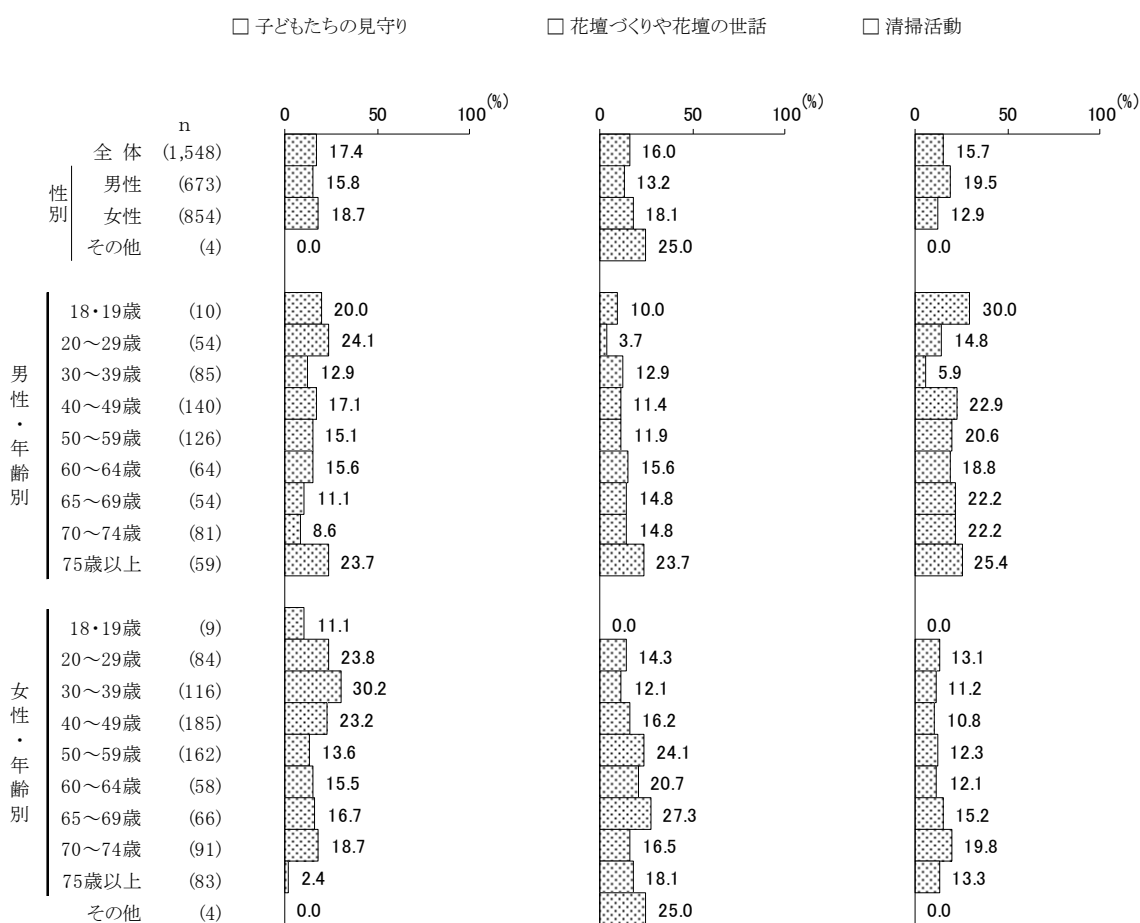 □ 子どもたちの見守り □ 花壇づくりや花壇の世話 □ 清掃活動
0 50 100(%) 0 50 100(%) 0 50 100(%)
n
全 体 (1,548) 17.4 16.0 15.7
性別
男性 (673) 15.8 13.2 19.5
女性 (854) 18.7 18.1 12.9
その他 (4) 0.0 25.0 0.0
男性・年齢別
18・19歳 (10) 20.0 10.0 30.0
20～29歳 (54) 24.1 3.7 14.8
30～39歳 (85) 12.9 12.9 5.9
40～49歳 (140) 17.1 11.4 22.9
50～59歳 (126) 15.1 11.9 20.6
60～64歳 (64) 15.6 15.6 18.8
65～69歳 (54) 11.1 14.8 22.2
70～74歳 (81) 8.6 14.8 22.2
75歳以上 (59) 23.7 23.7 25.4
女性・年齢別
18・19歳 (9) 11.1 0.0 0.0
20～29歳 (84) 23.8 14.3 13.1
30～39歳 (116) 30.2 12.1 11.2
40～49歳 (185) 23.2 16.2 10.8
50～59歳 (162) 13.6 24.1 12.3
60～64歳 (58) 15.5 20.7 12.1
65～69歳 (66) 16.7 27.3 15.2
70～74歳 (91) 18.7 16.5 19.8
75歳以上 (83) 2.4 18.1 13.3
その他 (4) 0.0 25.0 0.0